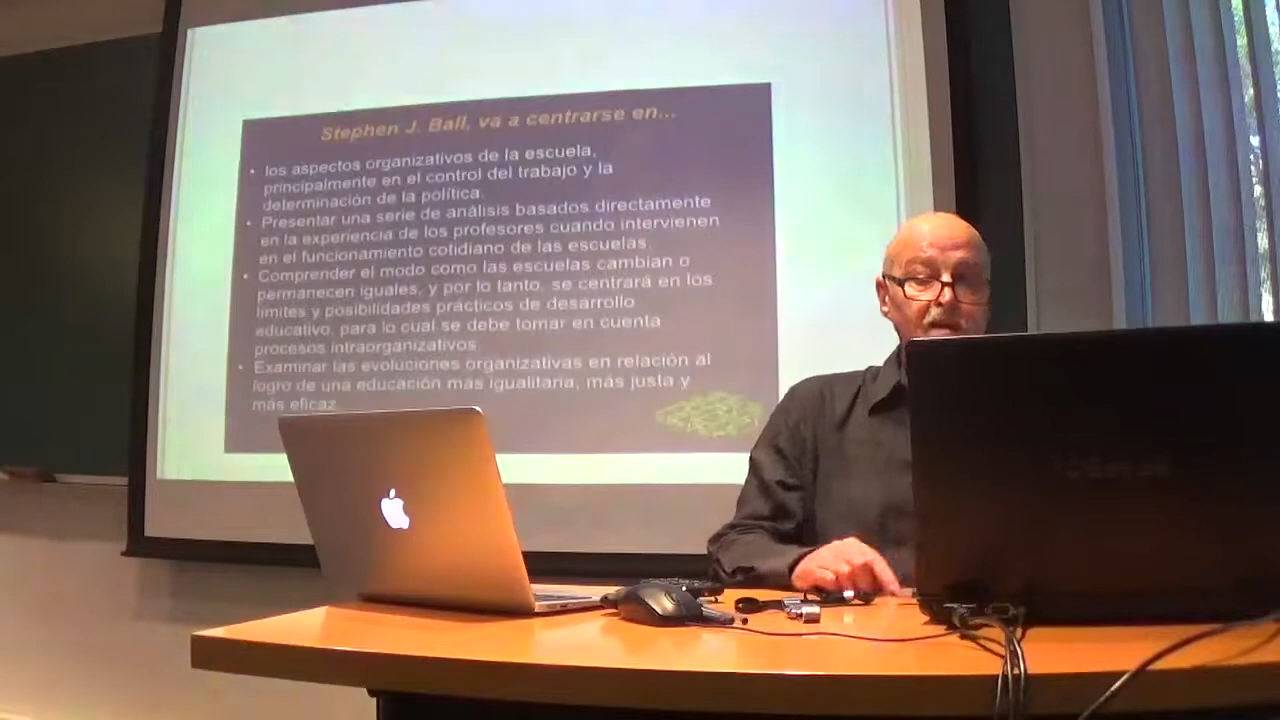 Stephen J. Ball, va a centrarse en...
• los aspectos organizativos de la escuela,
principalmente en el control del trabajo y la
determinación de la política.
• Presentar una serie de análisis basados directamente
en la experiencia de los profesores cuando intervienen
en el funcionamiento cotidiano de las escuelas.
• Comprender el modo como las escuelas cambian o
permanecen iguales, y por lo tanto, se centrará en los
límites y posibilidades prácticos de desarrollo
educativo, para lo cual se debe tomar en cuenta
procesos intraorganizativos.
• Examinar las evoluciones organizativas en relación al
logro de una educación más igualitaria, más justa y
más eficaz.